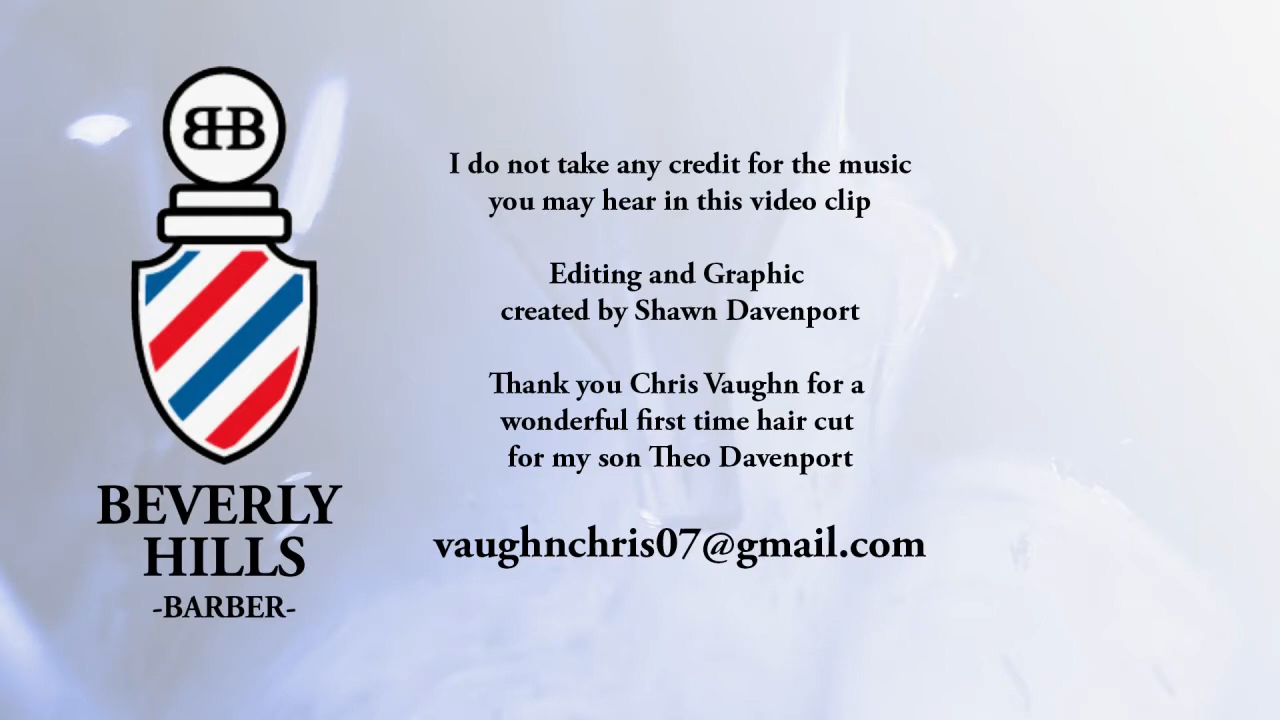 BHB
BEVERLY
HILLS
-BARBER-
I do not take any credit for the music
you may hear in this video clip
Editing and Graphic
created by Shawn Davenport
Thank you Chris Vaughn for a
wonderful first time hair cut
for my son Theo Davenport
vaughnchris07@gmail.com